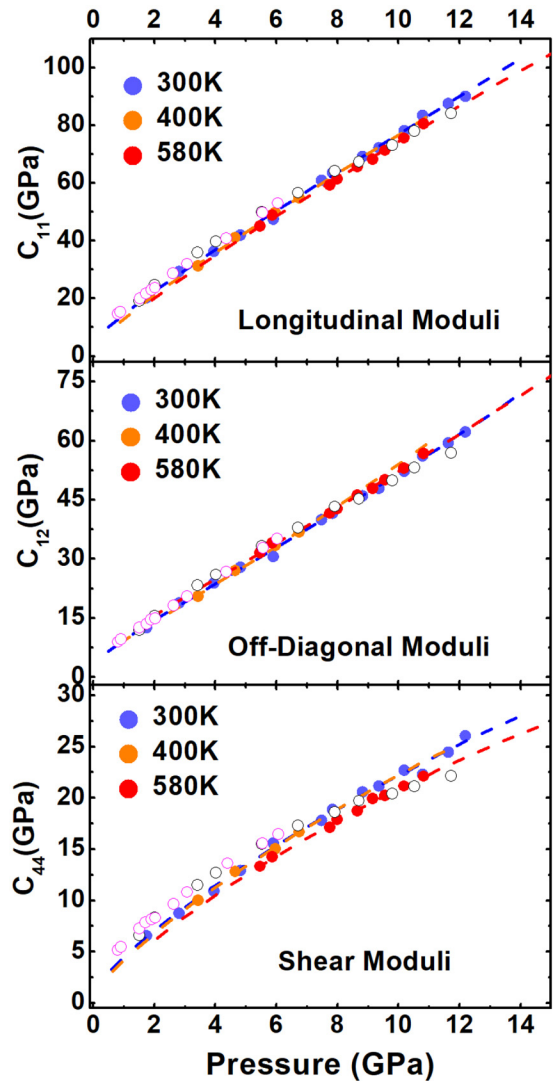 0 2 4 6 8 10 12 14
100
80
60
40
20
0
C11(GPa)
300K
400K
580K
Longitudinal Moduli
75
60
45
30
15
0
C12(GPa)
300K
400K
580K
Off-Diagonal Moduli
30
25
20
15
10
5
0
C44(GPa)
300K
400K
580K
Shear Moduli
0 2 4 6 8 10 12 14
Pressure (GPa)